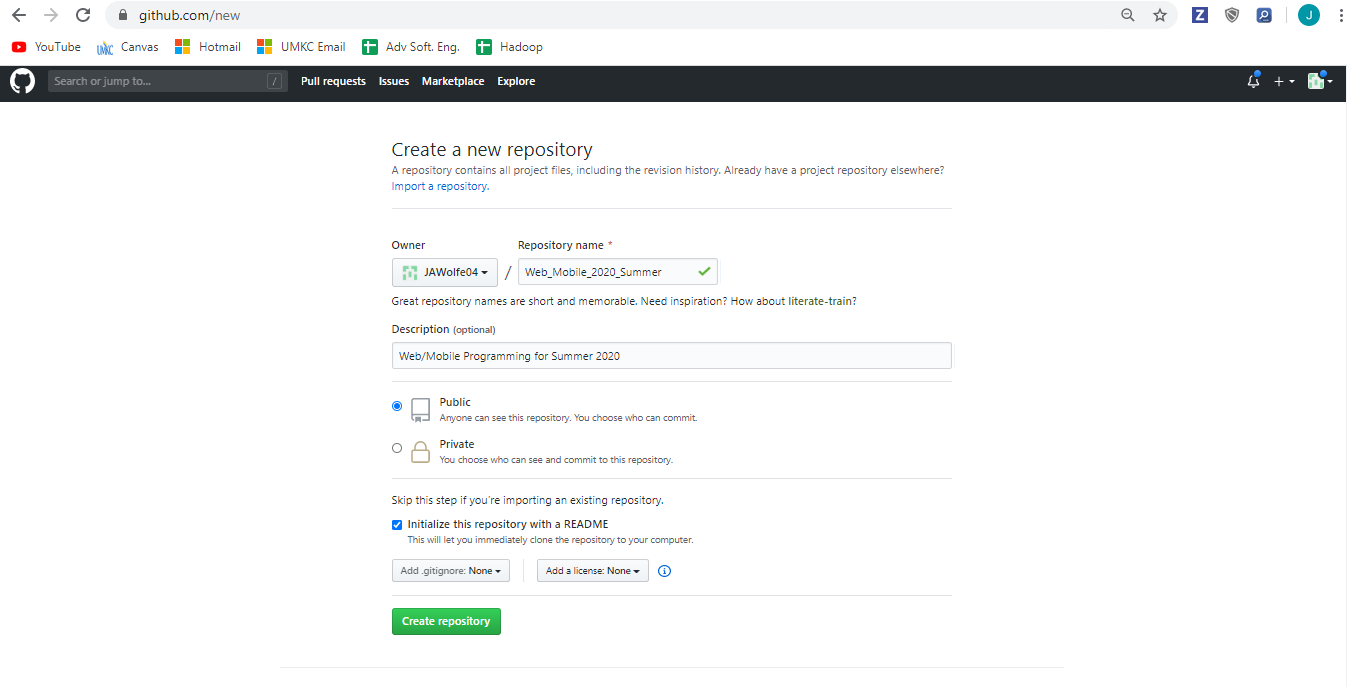 github.com/new
YouTube Canvas Hotmail UMKC Email Adv Soft. Eng. Hadoop
Search or jump to... / Pull requests Issues Marketplace Explore
Create a new repository
A repository contains all project files, including the revision history. Already have a project repository elsewhere?
Import a repository.
Owner Repository name *
JAWolfe04 / Web_Mobile_2020_Summer
Great repository names are short and memorable. Need inspiration? How about literate-train?
Description (optional)
Web/Mobile Programming for Summer 2020
Public
Anyone can see this repository. You choose who can commit.
Private
You choose who can see and commit to this repository.
Skip this step if you're importing an existing repository.
Initialize this repository with a README
This will let you immediately clone the repository to your computer.
Add .gitignore: None Add a license: None
Create repository